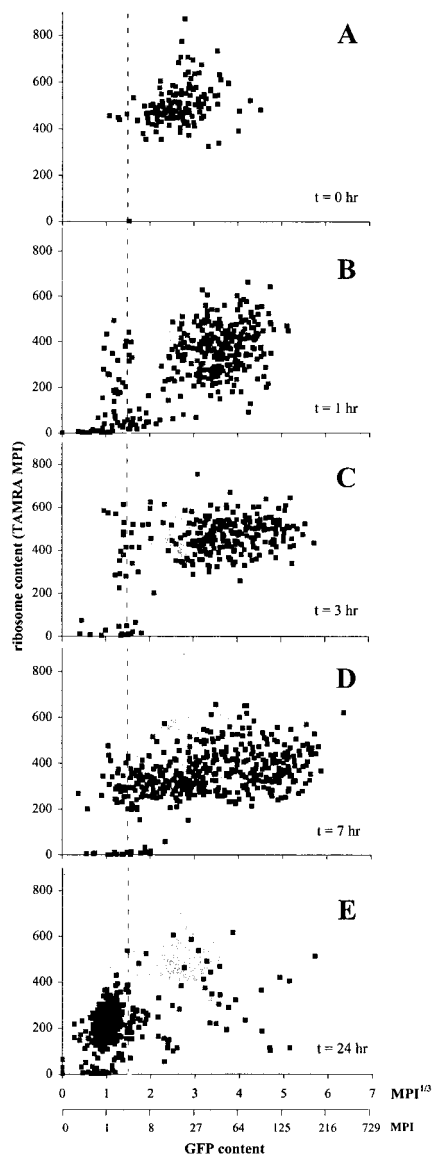 A
800
600
400
200
0
t = 0 hr
B
800
600
400
200
0
t = 1 hr
C
800
600
400
200
0
t = 3 hr
D
800
600
400
200
0
t = 7 hr
E
800
600
400
200
0
t = 24 hr
ribosome content (TAMRA MPI)
0 1 2 3 4 5 6 7 MPI^1/3
0 1 8 27 64 125 216 729 MPI
GFP content